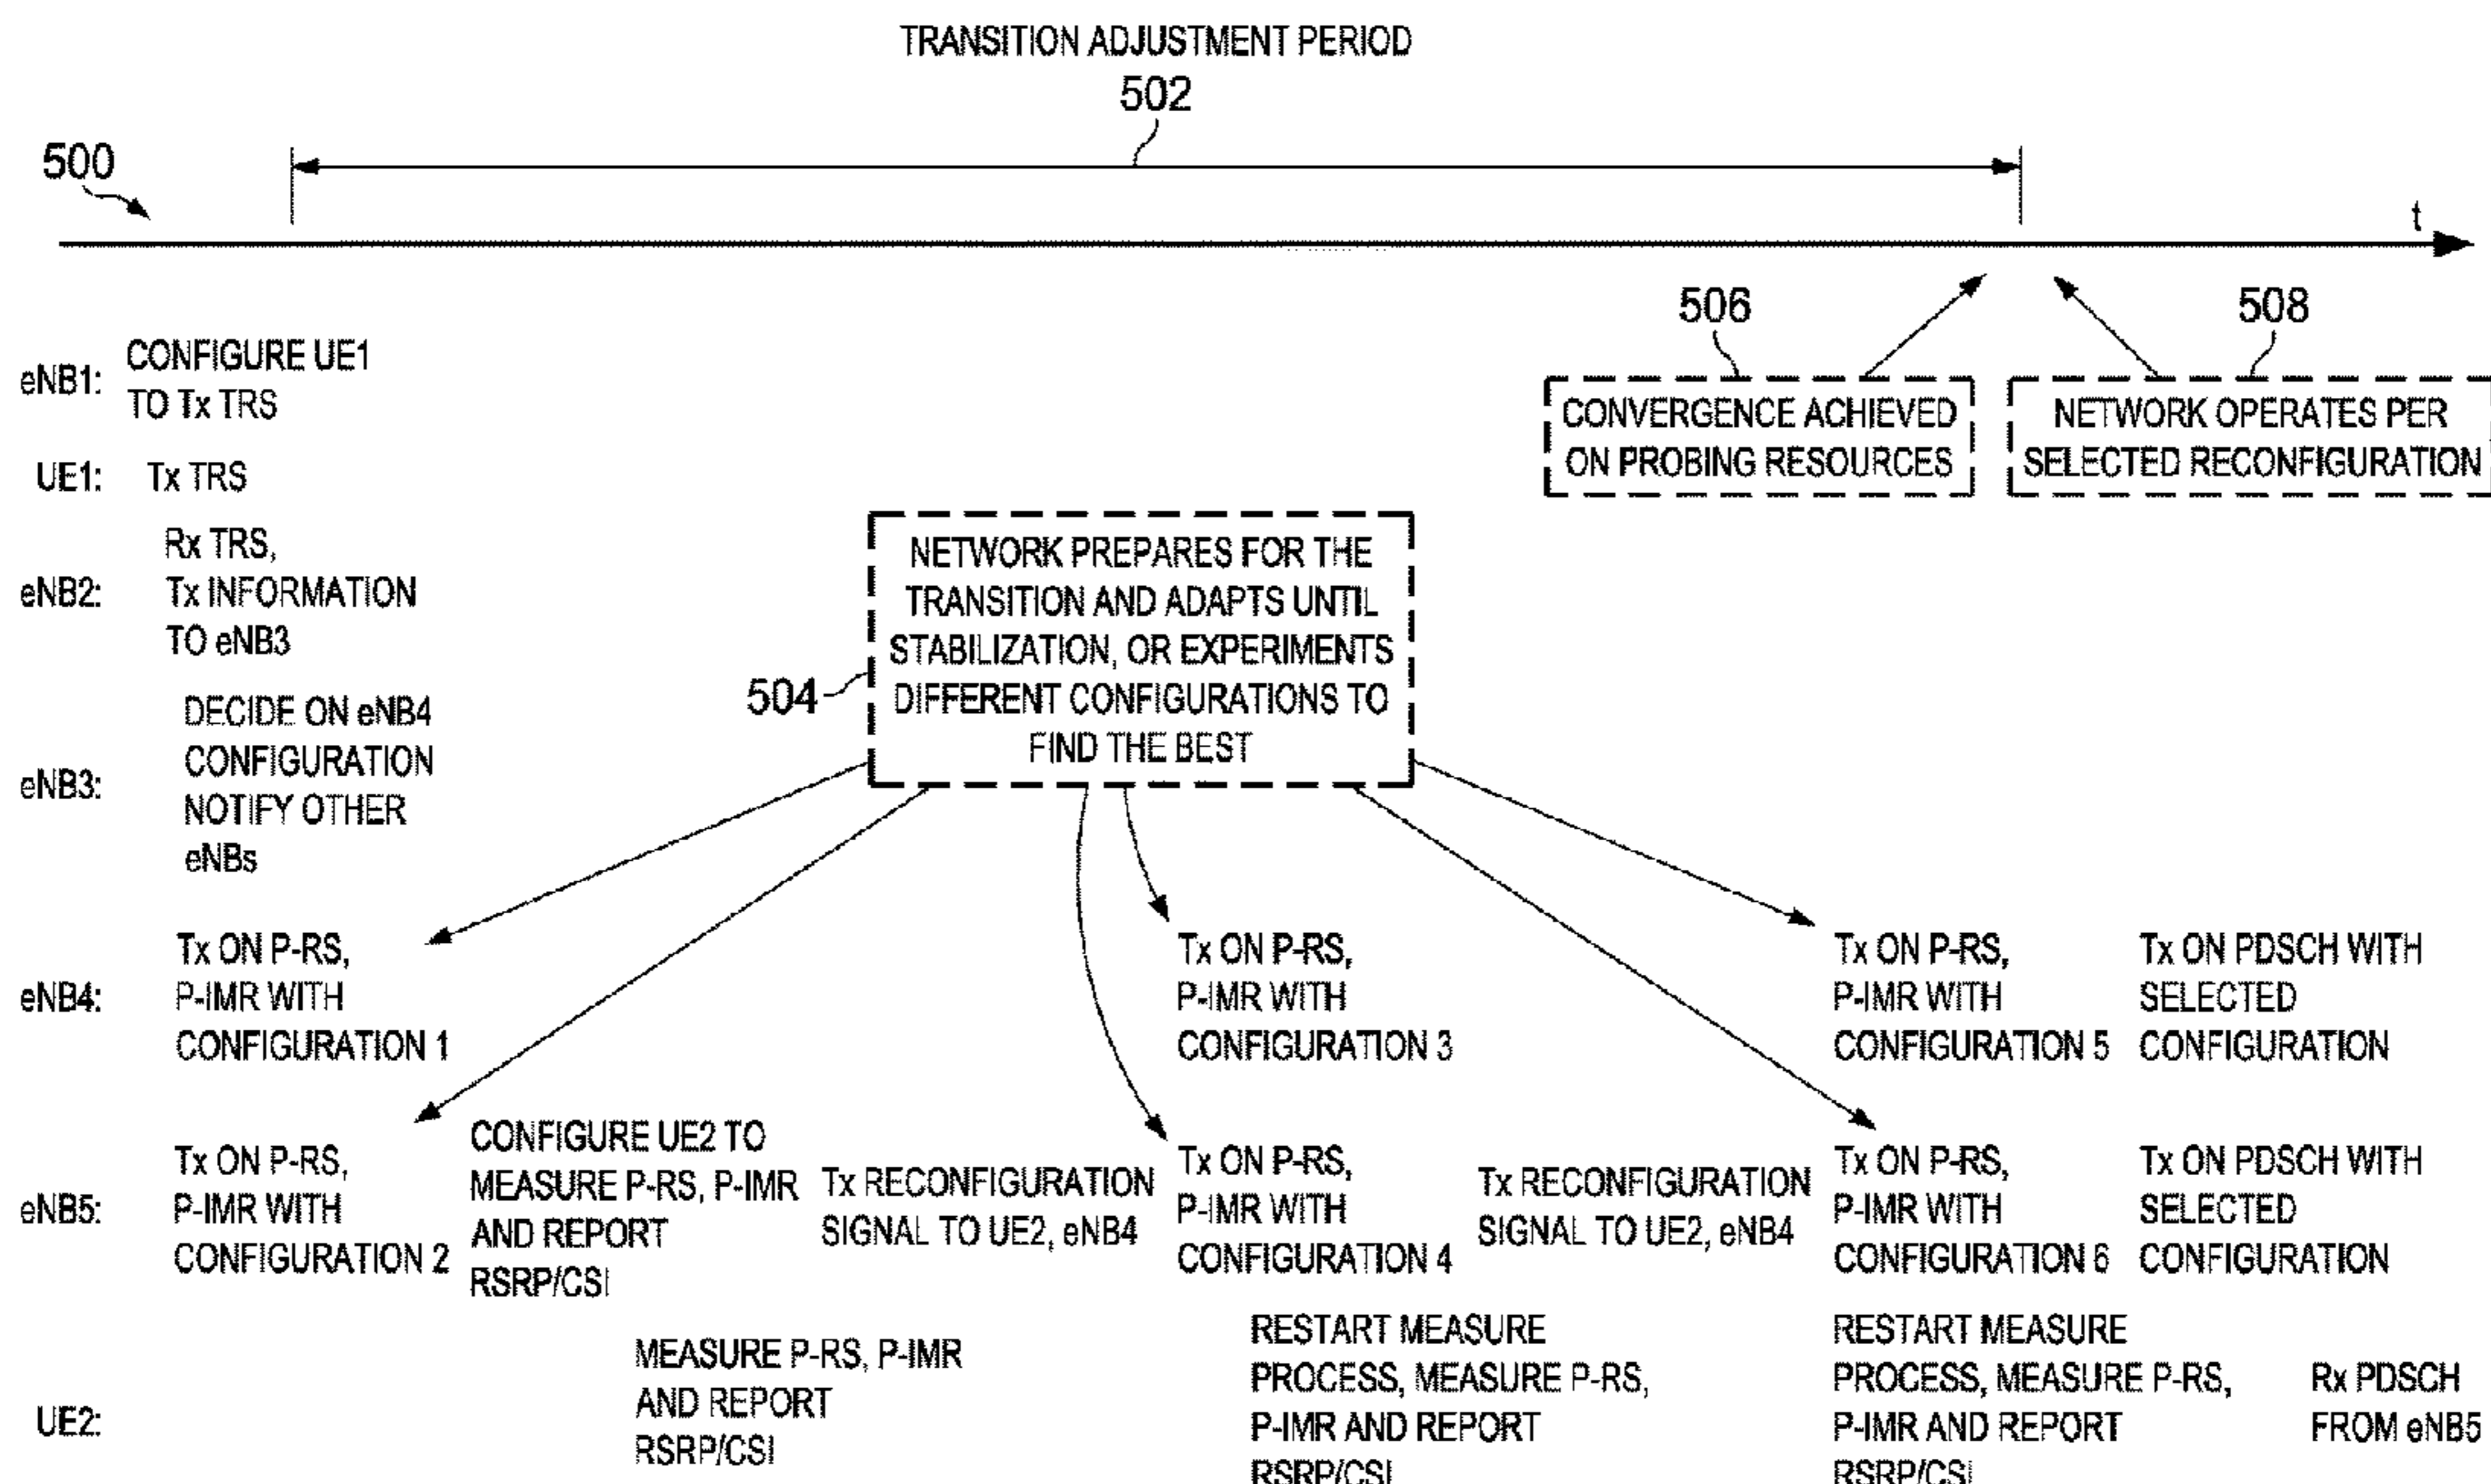 TRANSITION ADJUSTMENT PERIOD
502
500
t
506
508
eNB1:
CONFIGURE UE1
TO Tx TRS
CONVERGENCE ACHIEVED
ON PROBING RESOURCES
NETWORK OPERATES PER
SELECTED RECONFIGURATION
UE1:
Tx TRS
eNB2:
Rx TRS,
Tx INFORMATION
TO eNB3
504
NETWORK PREPARES FOR THE
TRANSITION AND ADAPTS UNTIL
STABILIZATION, OR EXPERIMENTS
DIFFERENT CONFIGURATIONS TO
FIND THE BEST
eNB3:
DECIDE ON eNB4
CONFIGURATION
NOTIFY OTHER
eNBs
eNB4:
Tx ON P-RS,
P-IMR WITH
CONFIGURATION 1
Tx ON P-RS,
P-IMR WITH
CONFIGURATION 3
Tx ON P-RS,
P-IMR WITH
CONFIGURATION 5
Tx ON PDSCH WITH
SELECTED
CONFIGURATION
eNB5:
Tx ON P-RS,
P-IMR WITH
CONFIGURATION 2
CONFIGURE UE2 TO
MEASURE P-RS, P-IMR
AND REPORT
RSRP/CSI
Tx RECONFIGURATION
SIGNAL TO UE2, eNB4
Tx ON P-RS,
P-IMR WITH
CONFIGURATION 4
Tx RECONFIGURATION
SIGNAL TO UE2, eNB4
Tx ON P-RS,
P-IMR WITH
CONFIGURATION 6
Tx ON PDSCH WITH
SELECTED
CONFIGURATION
UE2:
MEASURE P-RS, P-IMR
AND REPORT
RSRP/CSI
RESTART MEASURE
PROCESS, MEASURE P-RS,
P-IMR AND REPORT
RSRP/CSI
RESTART MEASURE
PROCESS, MEASURE P-RS,
P-IMR AND REPORT
RSRP/CSI
Rx PDSCH
FROM eNB5